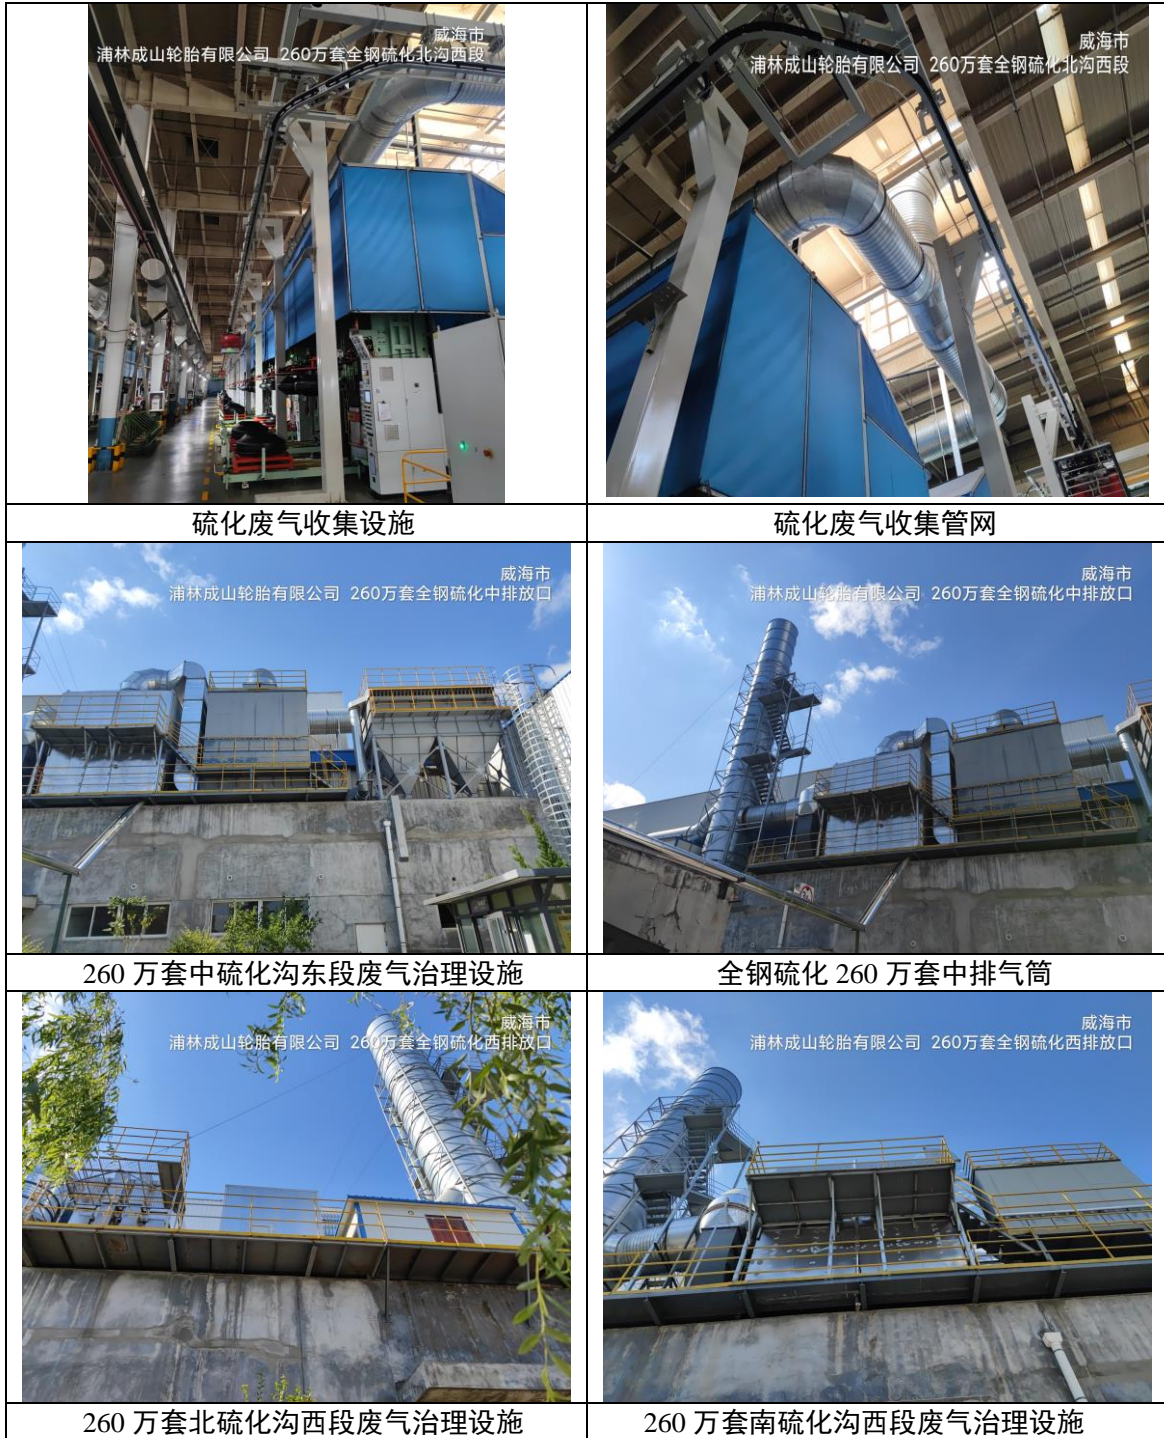 威海市
浦林成山轮胎有限公司 260万套全钢硫化北沟西段
威海市
浦林成山轮胎有限公司 260万套全钢硫化北沟西段
硫化废气收集设施
硫化废气收集管网
威海市
浦林成山轮胎有限公司 260万套全钢硫化中排放口
威海市
浦林成山轮胎有限公司 260万套全钢硫化中排放口
260 万套中硫化沟东段废气治理设施
全钢硫化 260 万套中排气筒
威海市
浦林成山轮胎有限公司 260万套全钢硫化西排放口
威海市
浦林成山轮胎有限公司 260万套全钢硫化西排放口
260 万套北硫化沟西段废气治理设施
260 万套南硫化沟西段废气治理设施